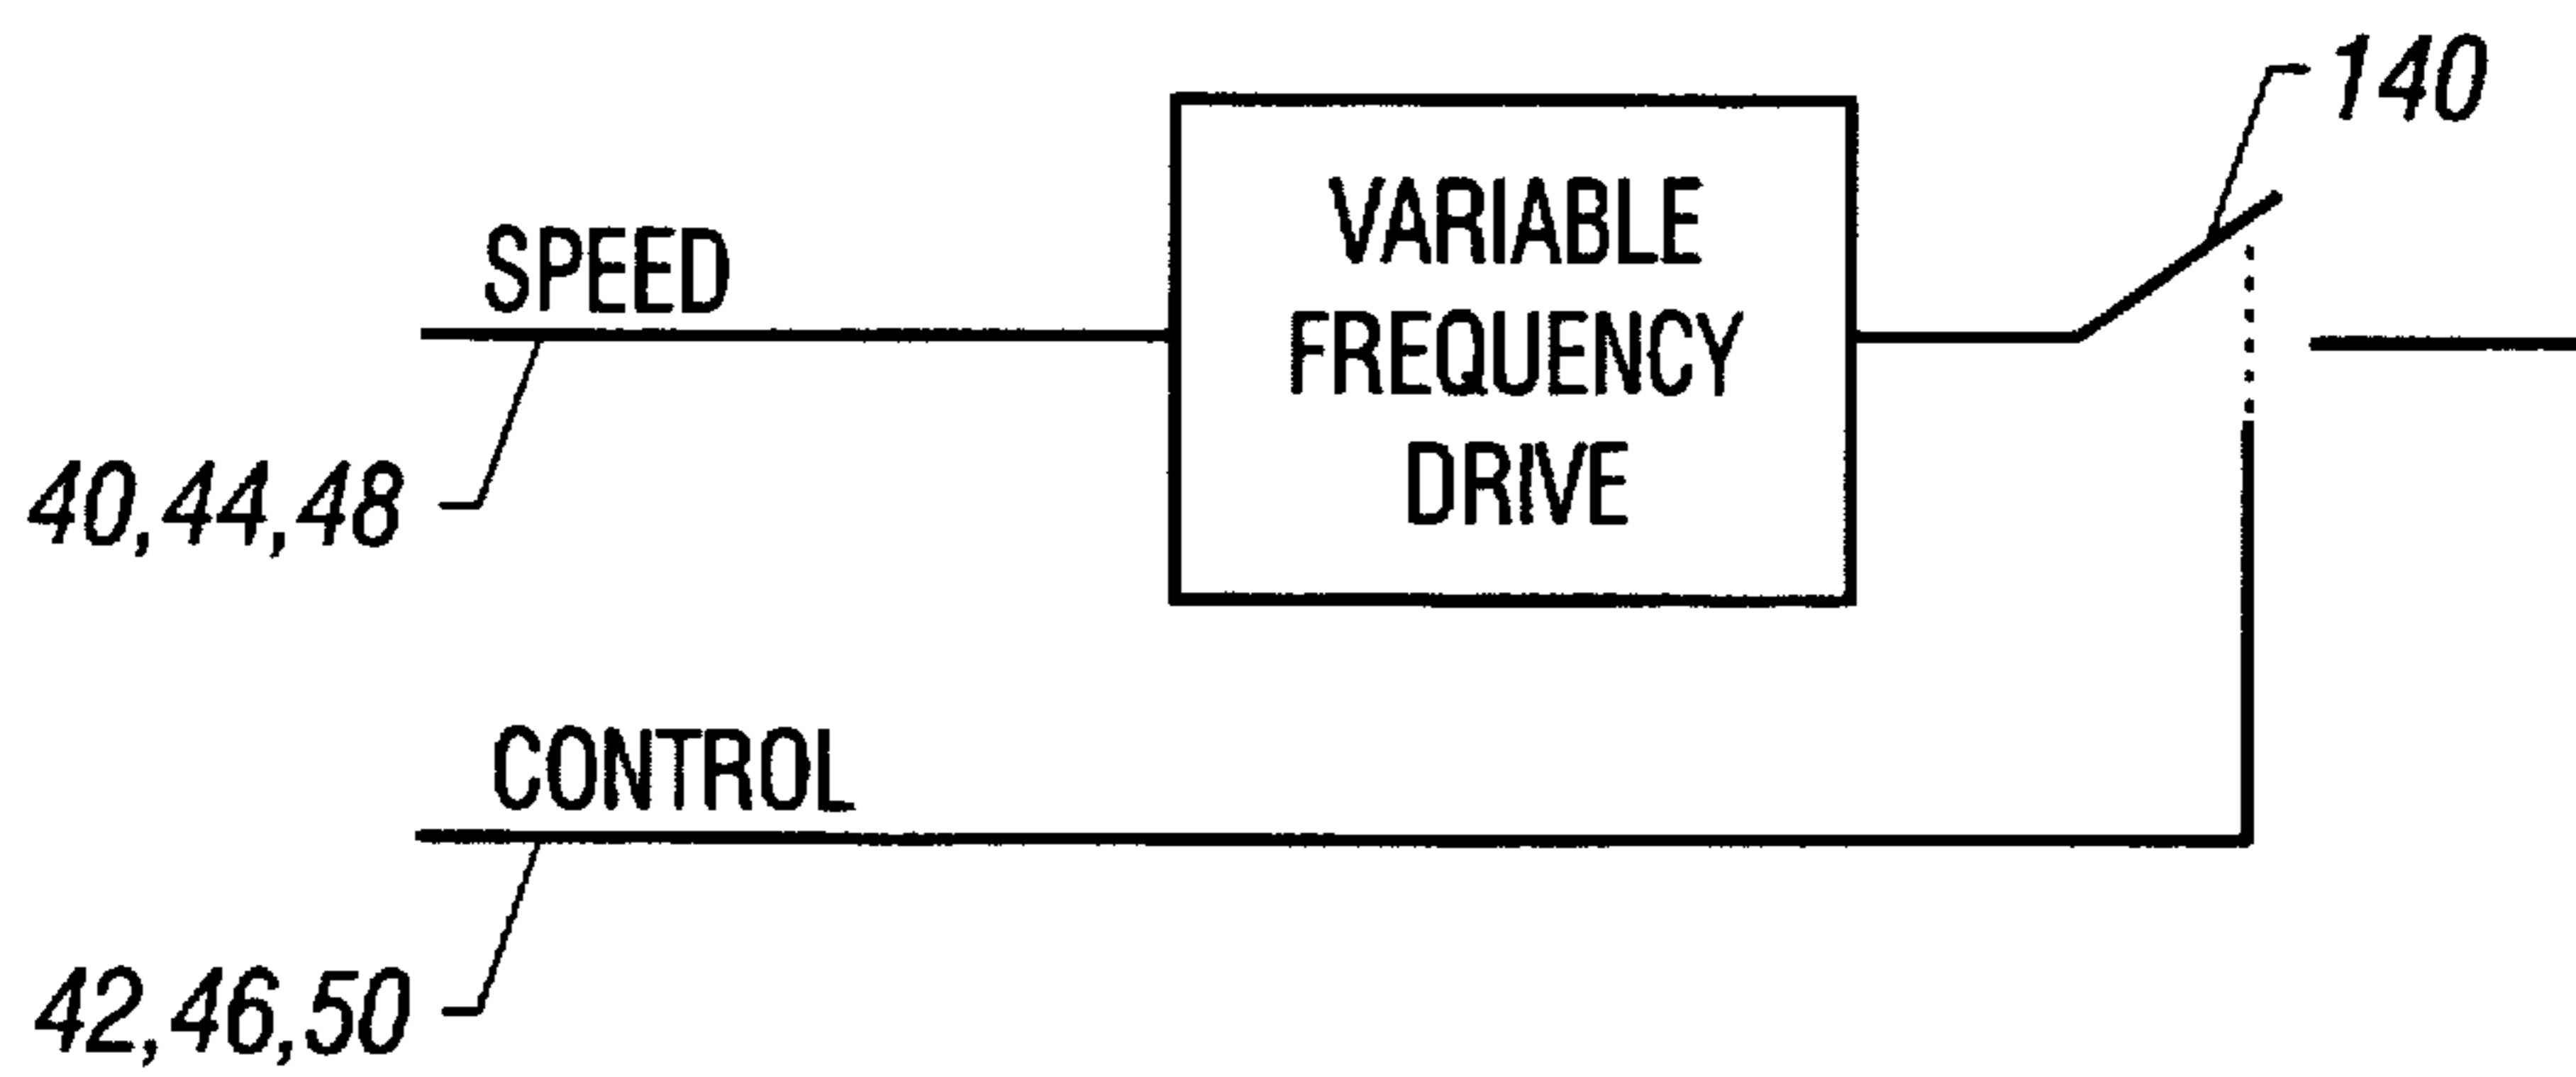 140
SPEED
VARIABLE
FREQUENCY
DRIVE
40,44,48
CONTROL
42,46,50